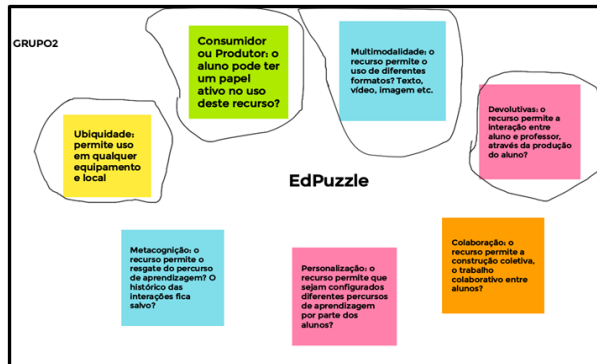 GRUPO2
Consumidor
ou Produtor: o
aluno pode ter
um papel
ativo no uso
deste recurso?
Multimodalidade: o
recurso permite o
uso de diferentes
formatos? Texto,
vídeo, imagem etc.
Devolutivas: o
recurso permite a
interação entre
aluno e professor,
através da produção
do aluno?
Ubiquidade:
permite uso
em qualquer
equipamento
e local
EdPuzzle
Metacognição: o
recurso permite o
resgate do percurso
de aprendizagem? O
histórico das
interações fica
salvo?
Personalização: o
recurso permite que
sejam configurados
diferentes percursos
de aprendizagem
por parte dos
alunos?
Colaboração: o
recurso permite a
construção coletiva,
o trabalho
colaborativo entre
alunos?